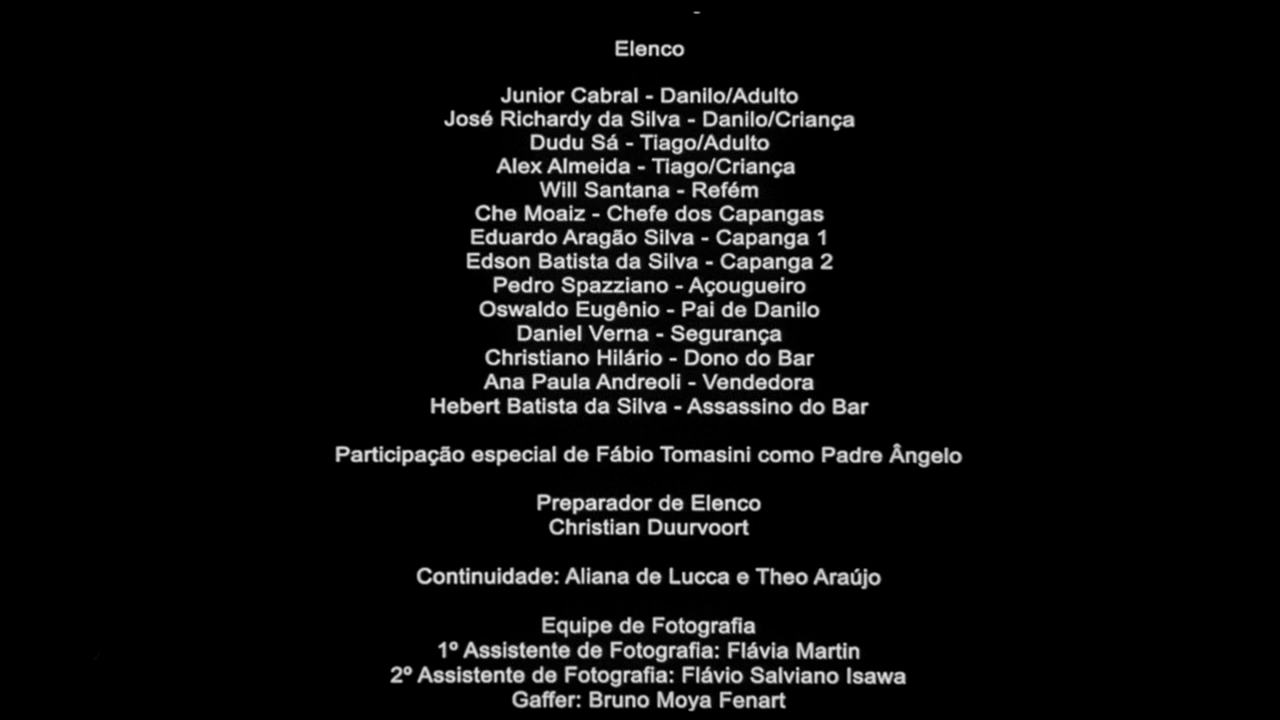 Elenco
Junior Cabral - Danilo/Adulto
José Richardy da Silva - Danilo/Criança
Dudu Sá - Tiago/Adulto
Alex Almeida - Tiago/Criança
Will Santana - Refém
Che Moaiz - Chefe dos Capangas
Eduardo Aragão Silva - Capanga 1
Edson Batista da Silva - Capanga 2
Pedro Spazziano - Açougueiro
Oswaldo Eugênio - Pai de Danilo
Daniel Verna - Segurança
Christiano Hilário - Dono do Bar
Ana Paula Andreoli - Vendedora
Hebert Batista da Silva - Assassino do Bar
Participação especial de Fábio Tomasini como Padre Ângelo
Preparador de Elenco
Christian Duurvoort
Continuidade: Aliana de Lucca e Theo Araújo
Equipe de Fotografia
1º Assistente de Fotografia: Flávia Martin
2º Assistente de Fotografia: Flávio Salviano Isawa
Gaffer: Bruno Moya Fenart